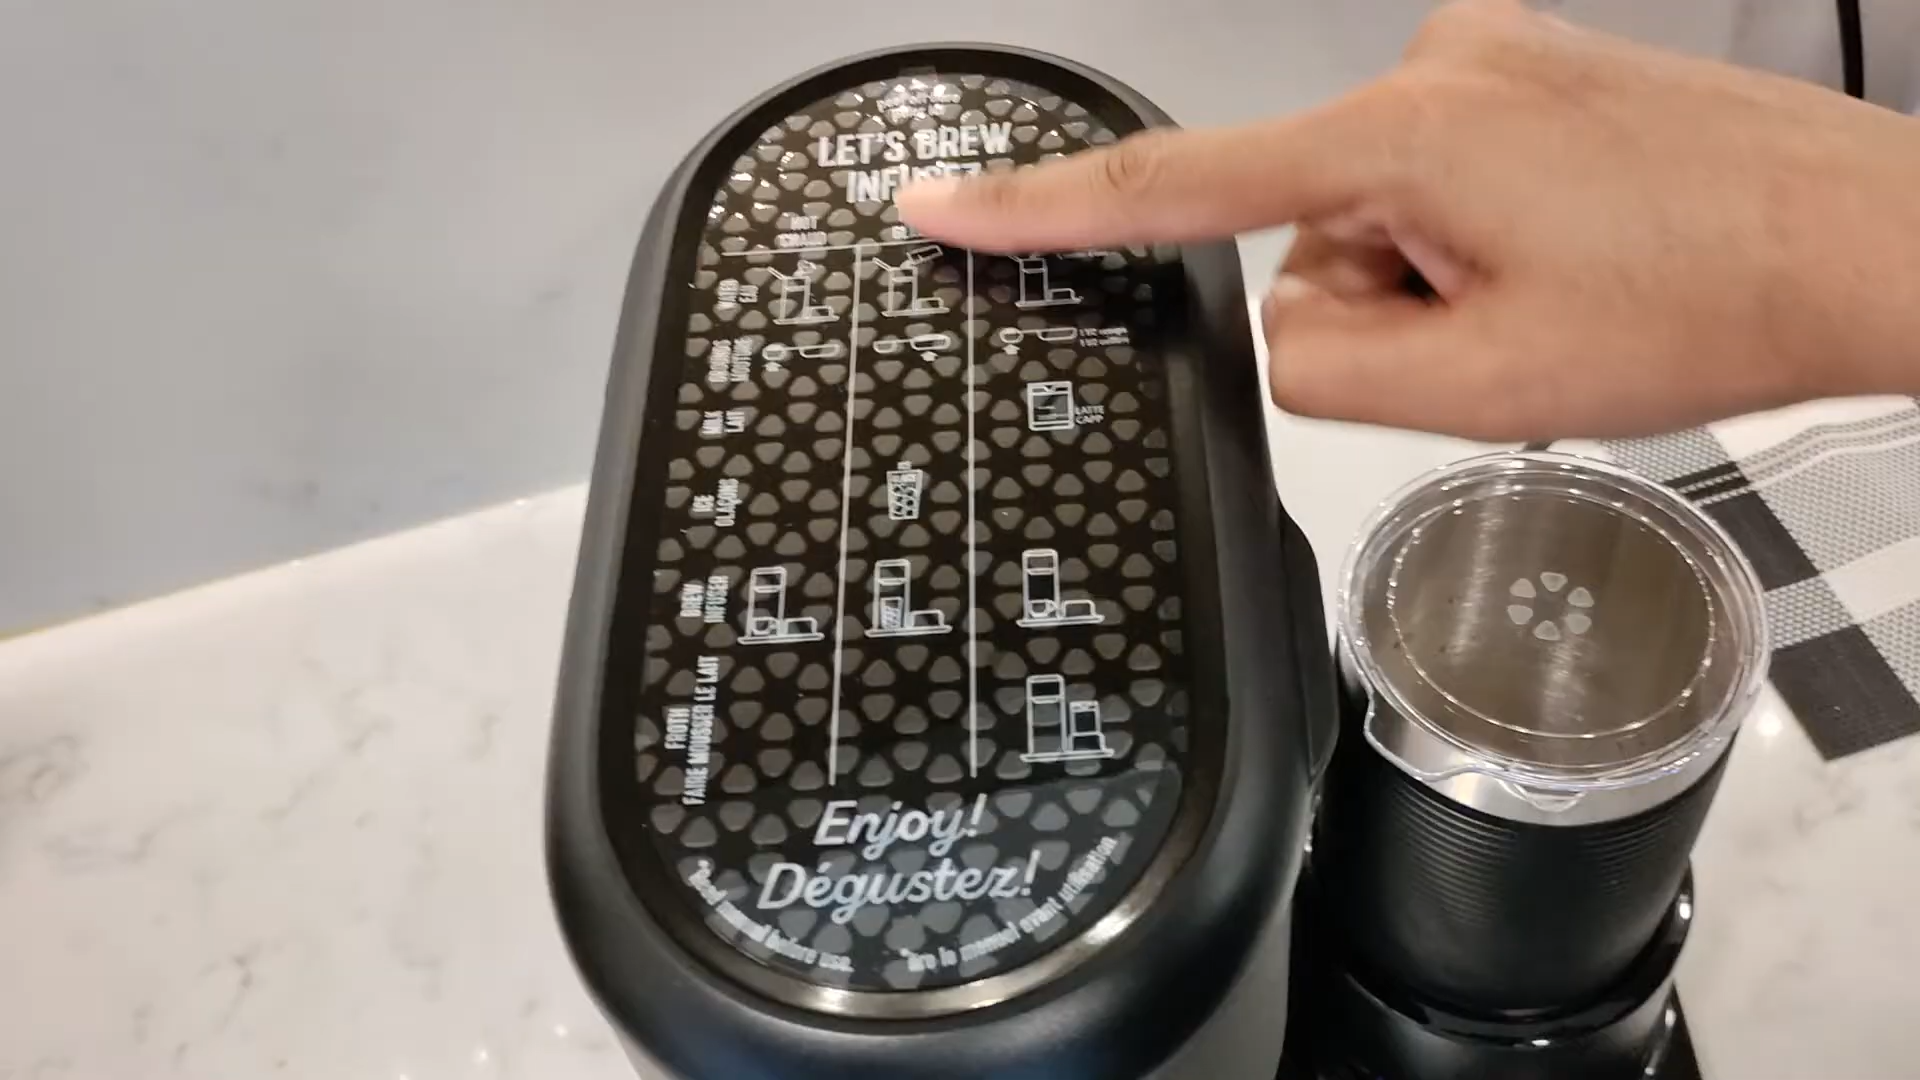 LET'S BREW
INFUSEZ
HOT
CHAUD
WATER
EAU
GROUNDS
MOUTURE
MILK
LAIT
LATTE
CAPP
ICE
GLAÇONS
BREW
INFUSER
FROTH
FAIRE MOUSSER LE LAIT
Enjoy!
Dégustez!
Read manual before use.
Lire le manuel avant utilisation.